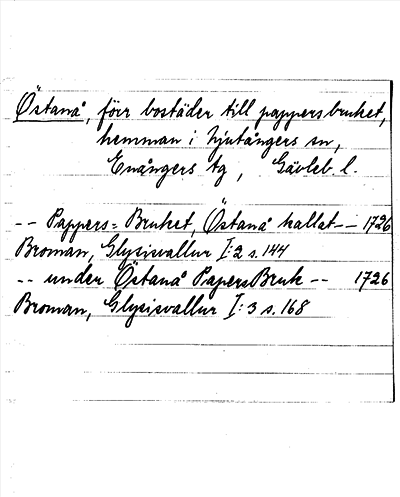 Östanå, förr bostäder till pappersbruket,
hemman i Njutångers sn,
Enångers tg, Gävleb. l.
-- Pappers=Bruket, Östanå kallat -- 1726
Broman, Glysisvallur I:2 s. 144
-- under Östanå PapersBruk -- 1726
Broman, Glysisvallur I:3 s. 168